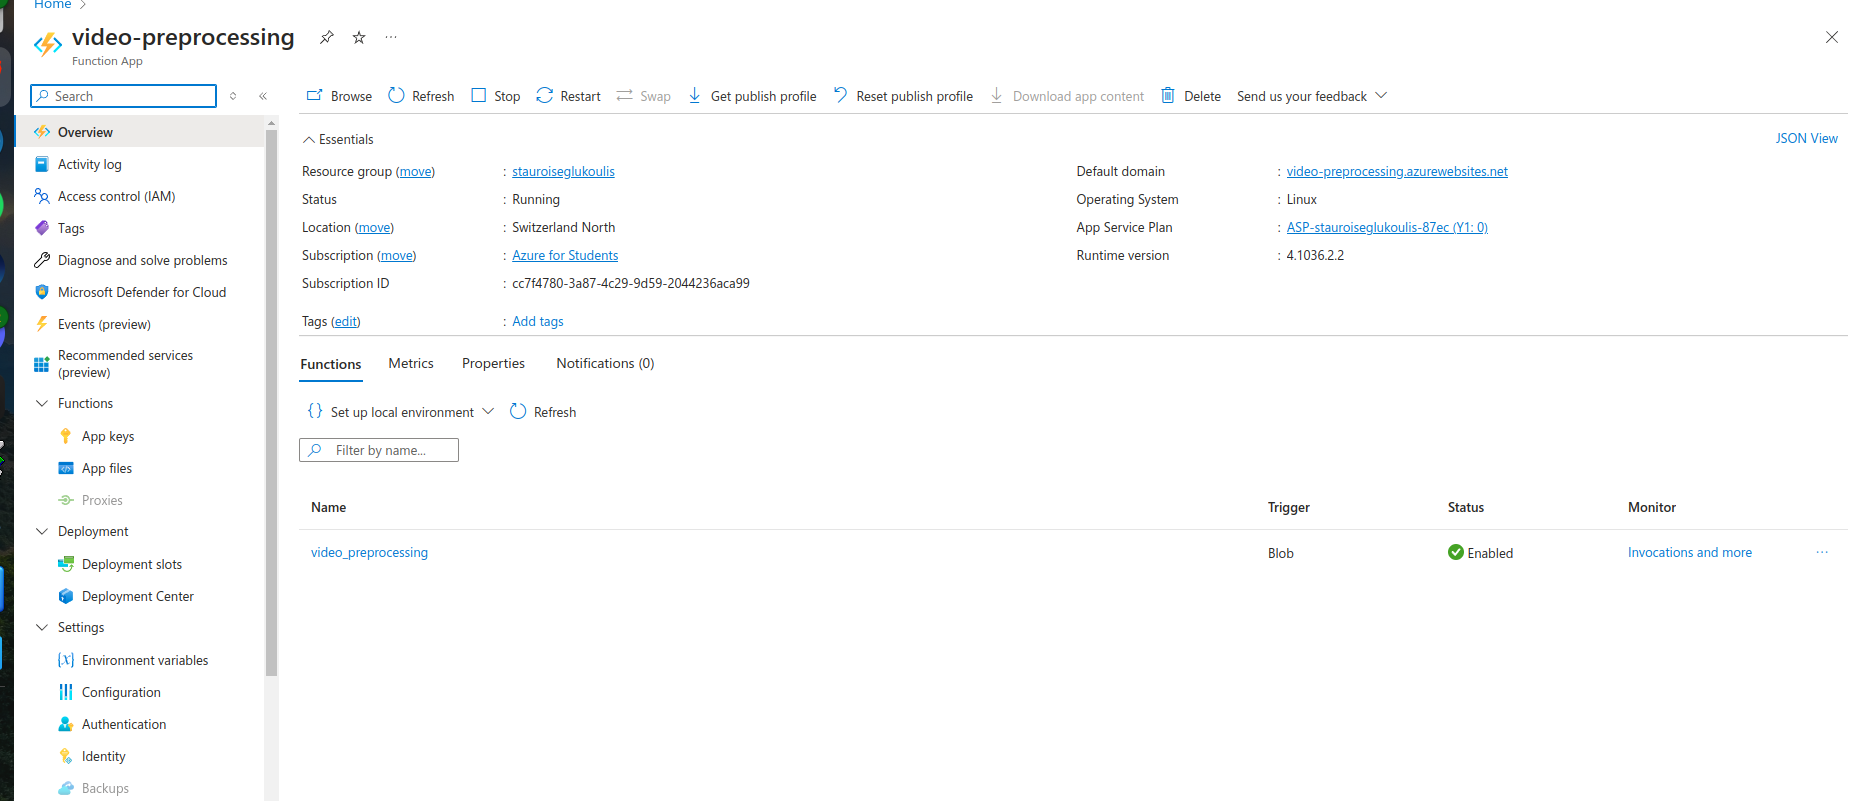 Home
video-preprocessing
Function App
Search
Overview
Activity log
Access control (IAM)
Tags
Diagnose and solve problems
Microsoft Defender for Cloud
Events (preview)
Recommended services
(preview)
Functions
App keys
App files
Proxies
Deployment
Deployment slots
Deployment Center
Settings
Environment variables
Configuration
Authentication
Identity
Backups
Browse Refresh Stop Restart Swap Get publish profile Reset publish profile Download app content Delete Send us your feedback
Essentials JSON View
Resource group (move) : stauroiseglukoulis
Status : Running
Location (move) : Switzerland North
Subscription (move) : Azure for Students
Subscription ID : cc7f4780-3a87-4c29-9d59-2044236aca99
Default domain : video-preprocessing.azurewebsites.net
Operating System : Linux
App Service Plan : ASP-stauroiseglukoulis-87ec (Y1: 0)
Runtime version : 4.1036.2.2
Tags (edit) : Add tags
Functions Metrics Properties Notifications (0)
Set up local environment Refresh
Filter by name...
Name Trigger Status Monitor
video_preprocessing Blob Enabled Invocations and more